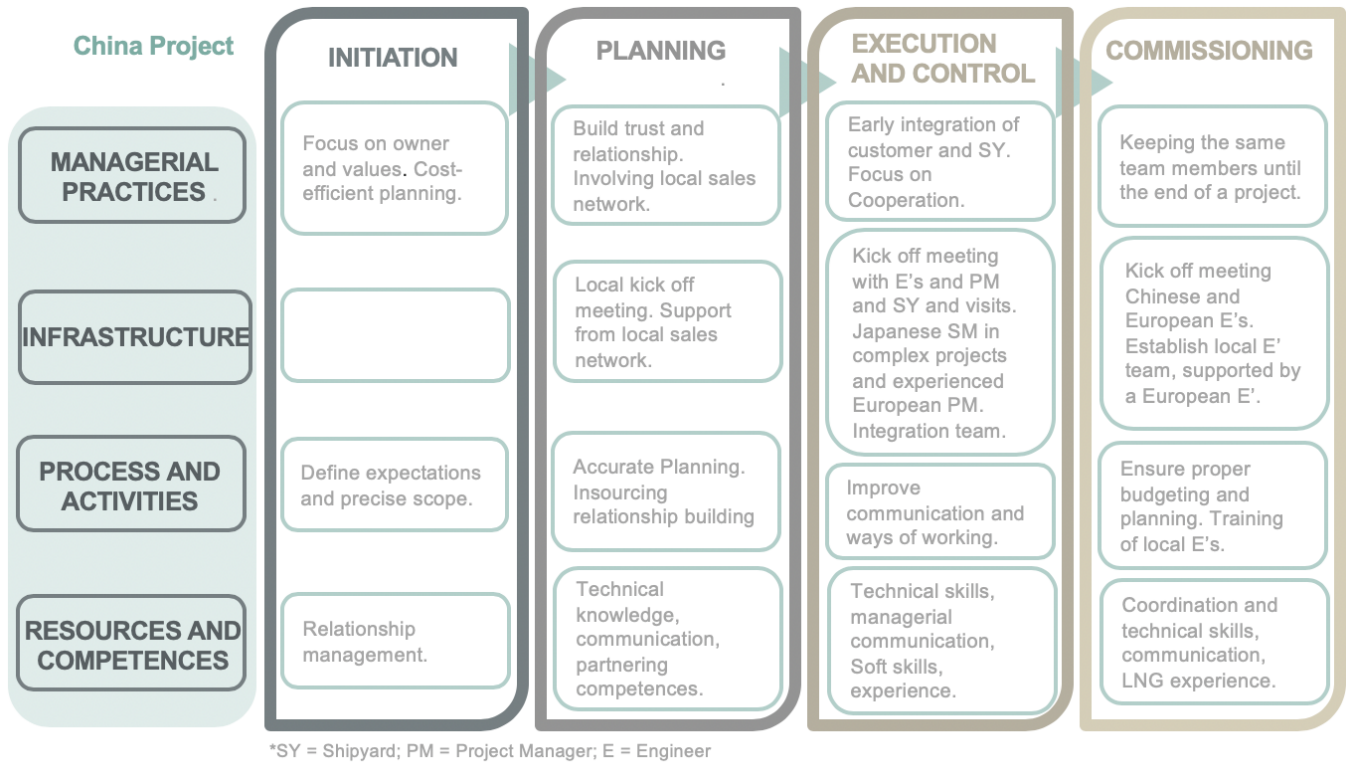 China Project
INITIATION
PLANNING
.
EXECUTION
AND CONTROL
COMMISSIONING
MANAGERIAL
PRACTICES .
Focus on owner
and values. Cost-
efficient planning.
Build trust and
relationship.
Involving local sales
network.
Early integration of
customer and SY.
Focus on
Cooperation.
Keeping the same
team members until
the end of a project.
INFRASTRUCTURE
Local kick off
meeting. Support
from local sales
network.
Kick off meeting
with E’s and PM
and SY and visits.
Japanese SM in
complex projects
and experienced
European PM.
Integration team.
Kick off meeting
Chinese and
European E’s.
Establish local E’
team, supported by
a European E’.
PROCESS AND
ACTIVITIES
Define expectations
and precise scope.
Accurate Planning.
Insourcing
relationship building
Improve
communication and
ways of working.
Ensure proper
budgeting and
planning. Training
of local E’s.
RESOURCES AND
COMPETENCES
Relationship
management.
Technical
knowledge,
communication,
partnering
competences.
Technical skills,
managerial
communication,
Soft skills,
experience.
Coordination and
technical skills,
communication,
LNG experience.
*SY = Shipyard; PM = Project Manager; E = Engineer